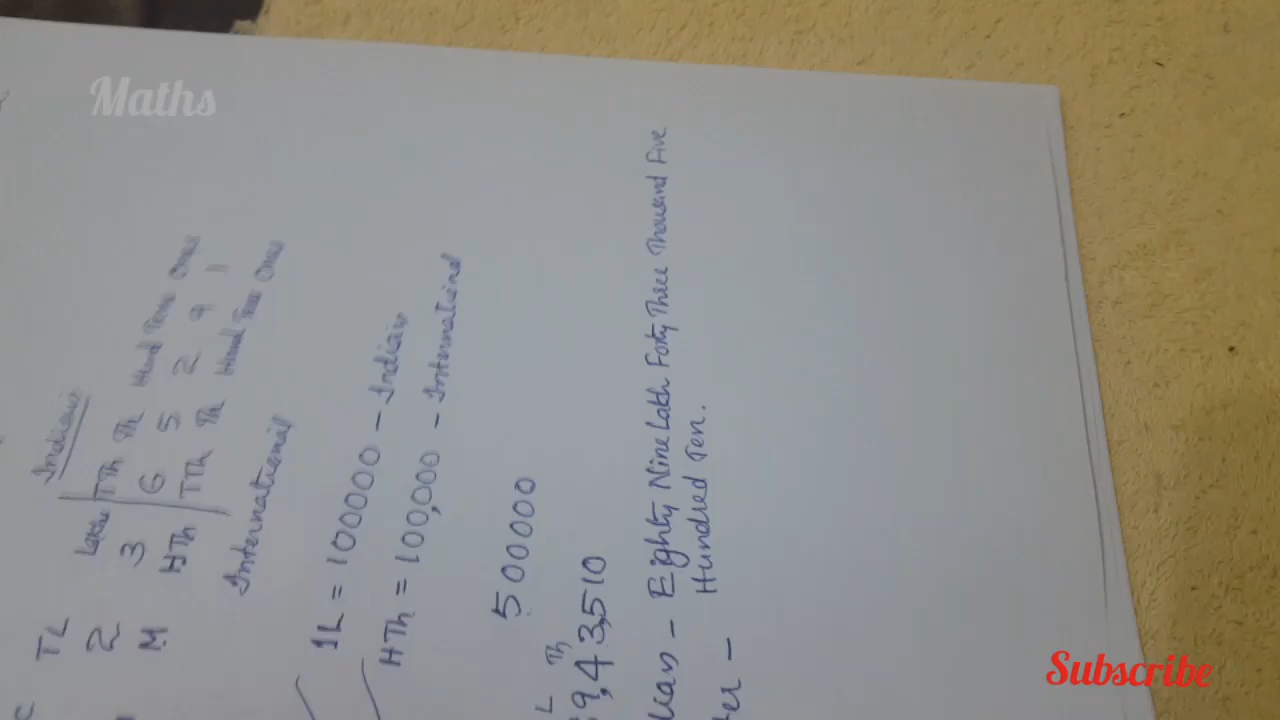 Maths
Indian
TL Lakhs TTh Th Hund Tens Ones
2 3 6 5 2 9 1
M HTh TTh Th Hund Tens Ones
International
1L = 100000 - Indian
HTh = 100,000 - International
500000
L Th
9,43,510
- Eighty Nine Lakh Forty Three Thousand Five
Hundred Ten.
Subscribe